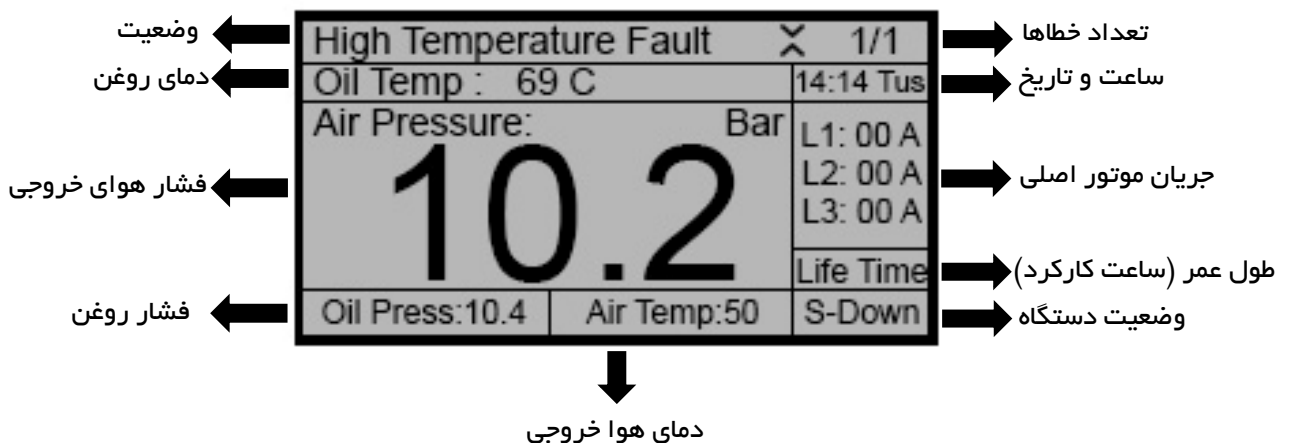 وضعیت
High Temperature Fault 1/1
تعداد خطاها
دمای روغن
Oil Temp : 69 C
14:14 Tus
ساعت و تاریخ
Air Pressure: Bar
10.2
فشار هوای خروجی
L1: 00 A
L2: 00 A
L3: 00 A
جریان موتور اصلی
Life Time
طول عمر (ساعت کارکرد)
فشار روغن
Oil Press:10.4
Air Temp:50
S-Down
وضعیت دستگاه
دمای هوا خروجی